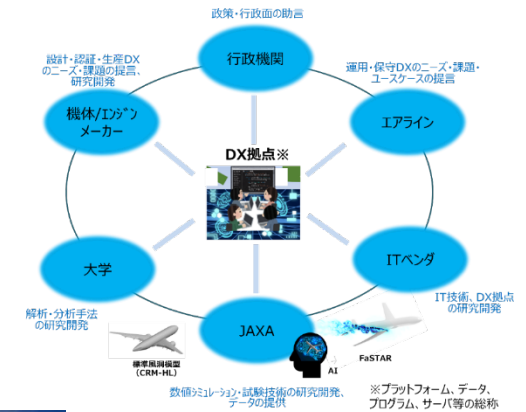 政策・行政面の助言
行政機関
設計・認証・生産DX
のニーズ・課題の提言、
研究開発
機体/エンジン
メーカー
運用・保守DXのニーズ・課題・
ユースケースの提言
エアライン
DX拠点※
大学
解析・分析手法
の研究開発
ITベンダ
IT技術、DX拠点
の研究開発
JAXA
標準風洞模型
(CRM-HL)
AI
FaSTAR
数値シミュレーション・試験技術の研究開発、
データの提供
※プラットフォーム、データ、
プログラム、サーバ等の総称